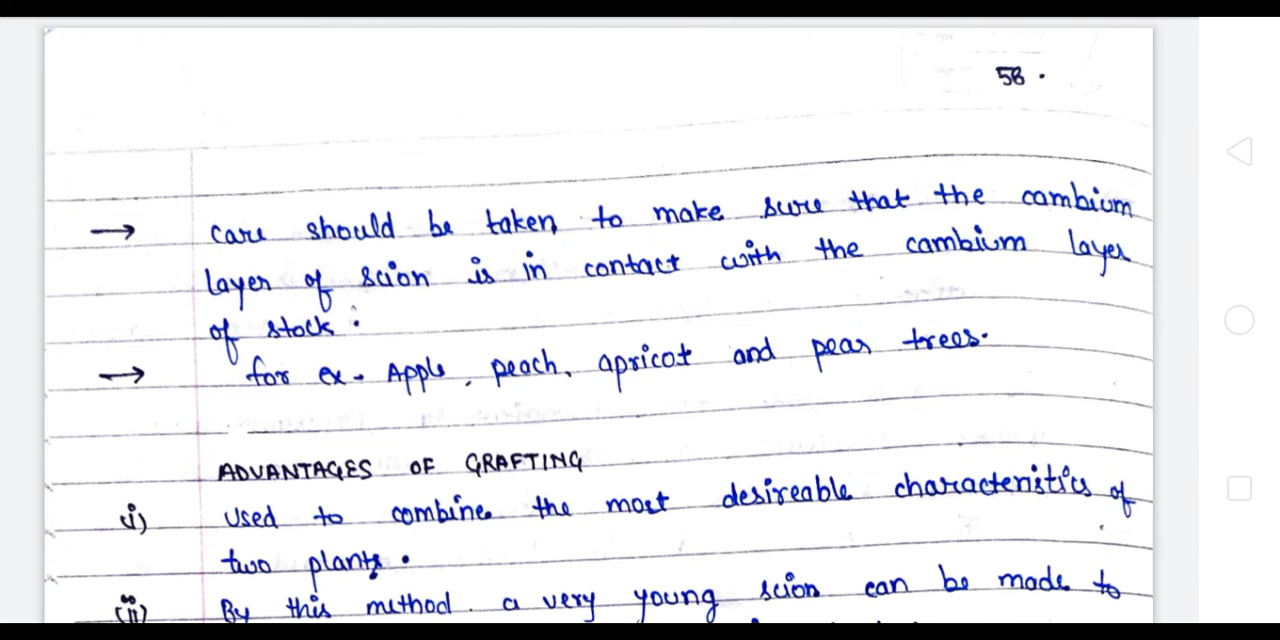 58.
→ care should be taken to make sure that the cambium
layer of scion is in contact with the cambium layer
of stock.
→ for ex- Apple, peach, apricot and pear trees.
ADVANTAGES OF GRAFTING
(i) used to combine the most desireable characteristics of
two plants.
(ii) By this method a very young scion can be made to